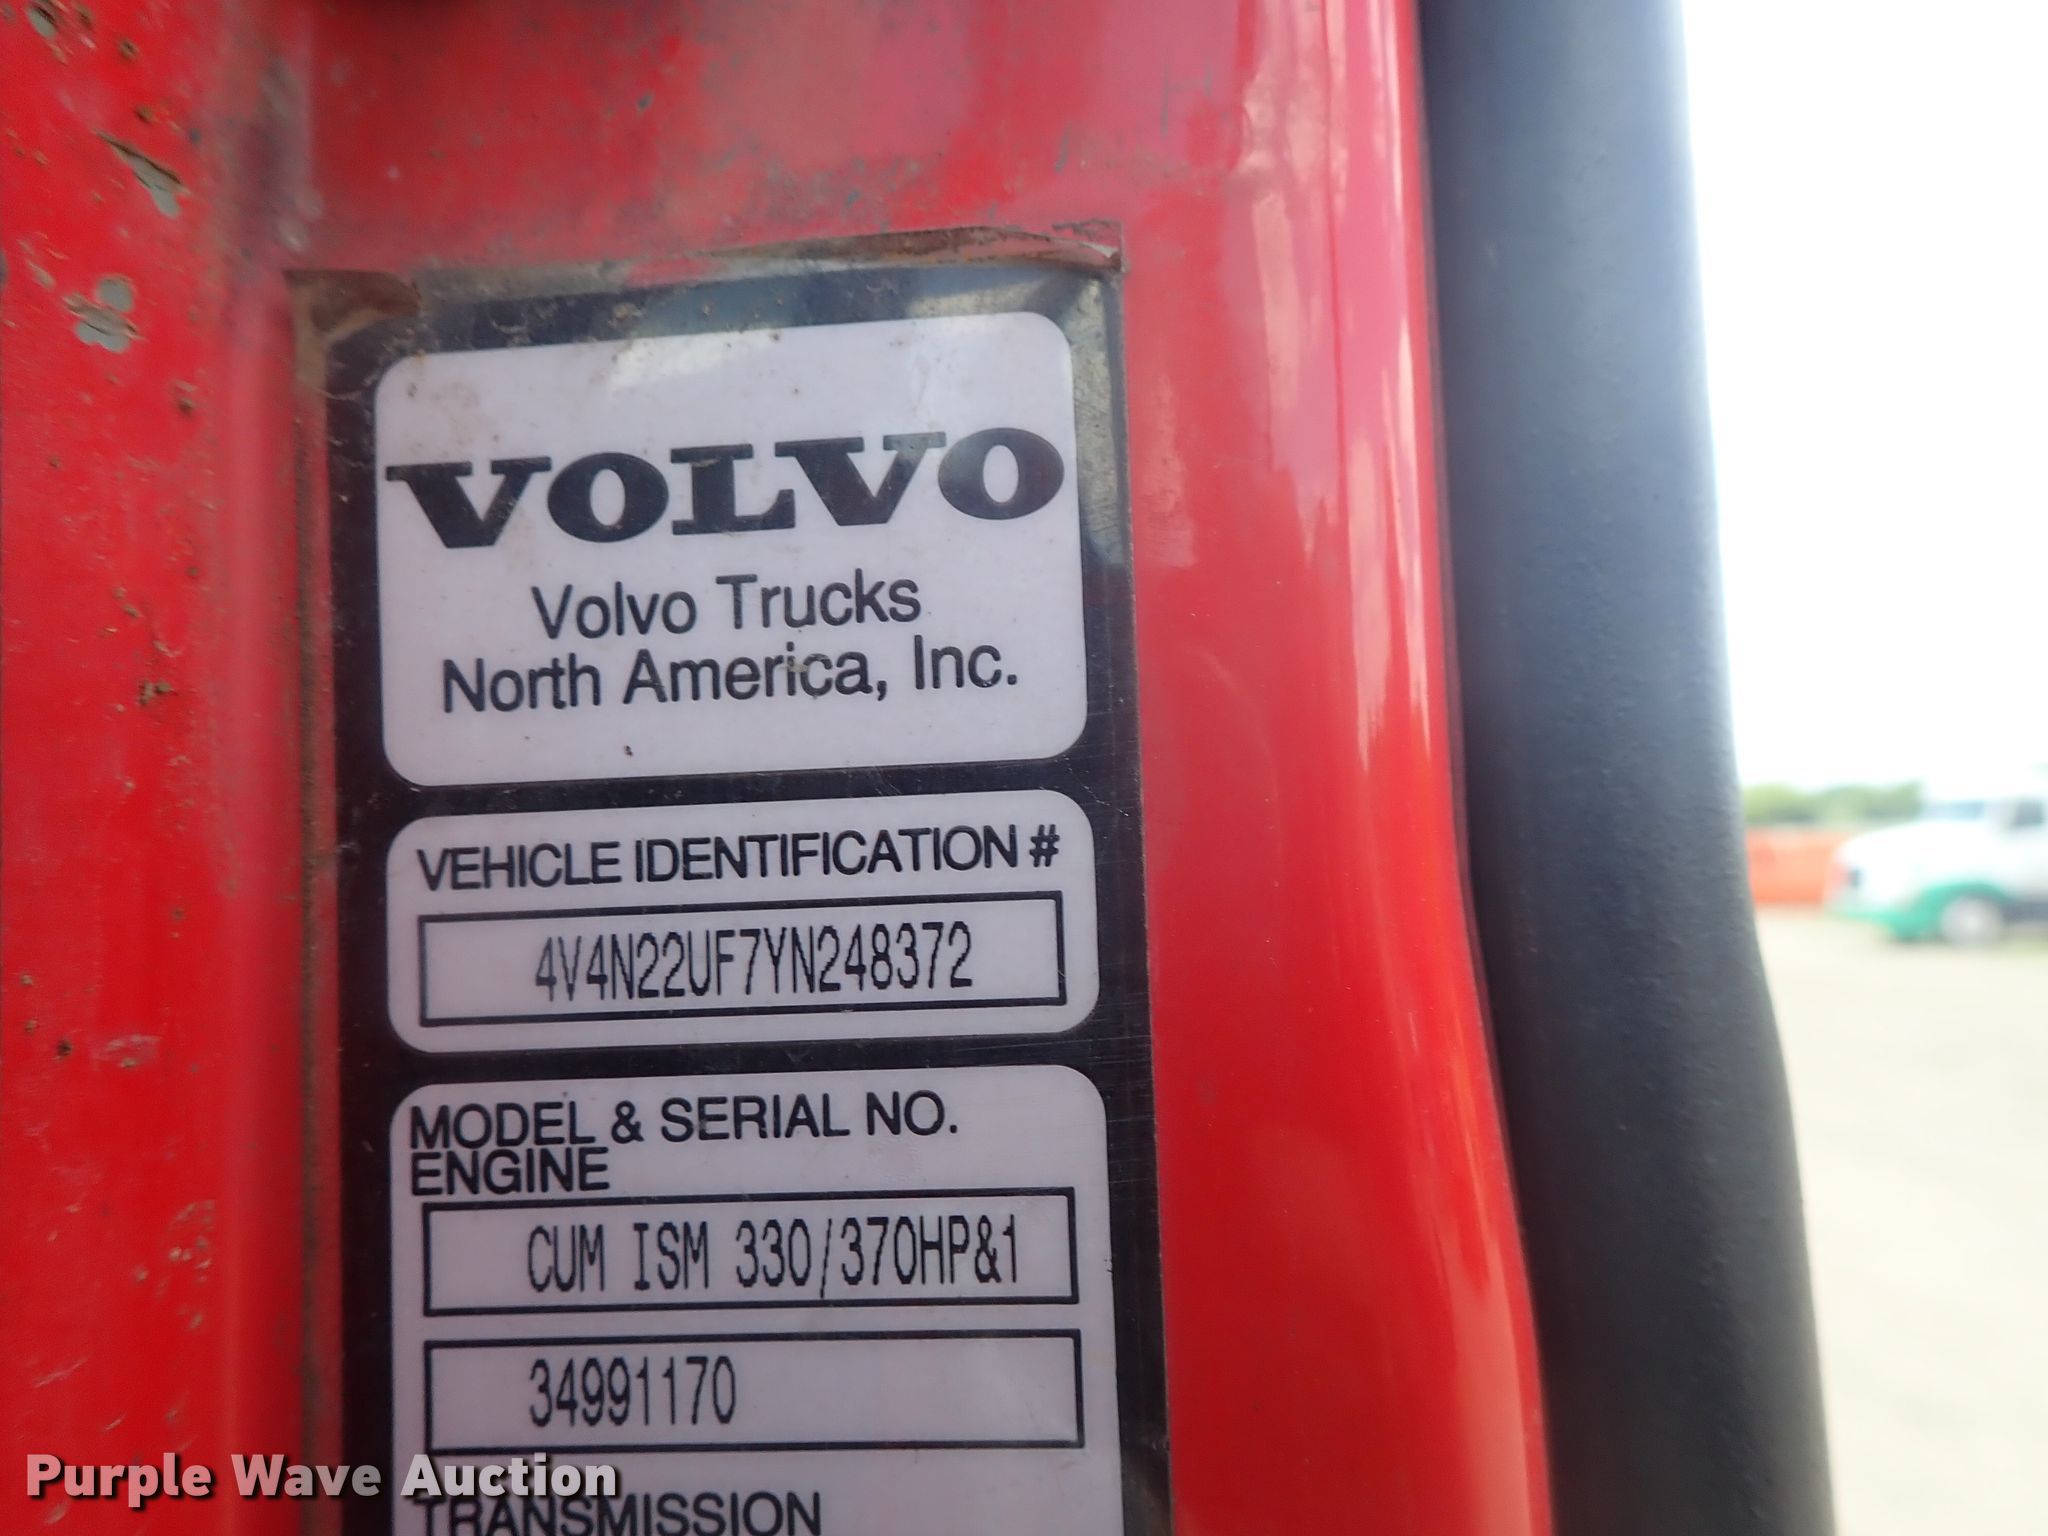 VOLVO
Volvo Trucks
North America, Inc.
VEHICLE IDENTIFICATION #
4V4N22UF7YN248372
MODEL & SERIAL NO.
ENGINE
CUM ISM 330/370HP&1
34991170
TRANSMISSION
Purple Wave Auction